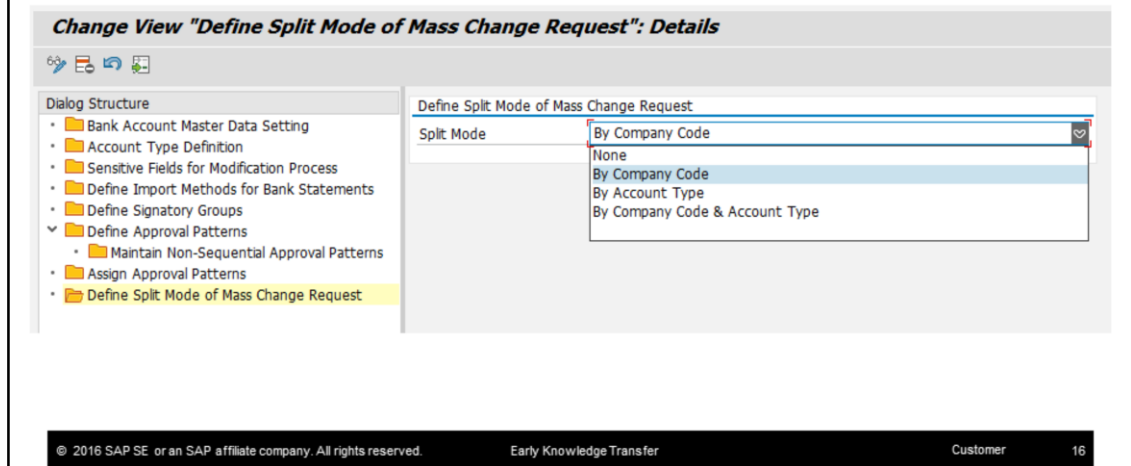 Change View "Define Split Mode of Mass Change Request": Details
Dialog Structure
Bank Account Master Data Setting
Account Type Definition
Sensitive Fields for Modification Process
Define Import Methods for Bank Statements
Define Signatory Groups
Define Approval Patterns
Maintain Non-Sequential Approval Patterns
Assign Approval Patterns
Define Split Mode of Mass Change Request
Define Split Mode of Mass Change Request
Split Mode By Company Code
None
By Company Code
By Account Type
By Company Code & Account Type
© 2016 SAP SE or an SAP affiliate company. All rights reserved. Early Knowledge Transfer Customer 16